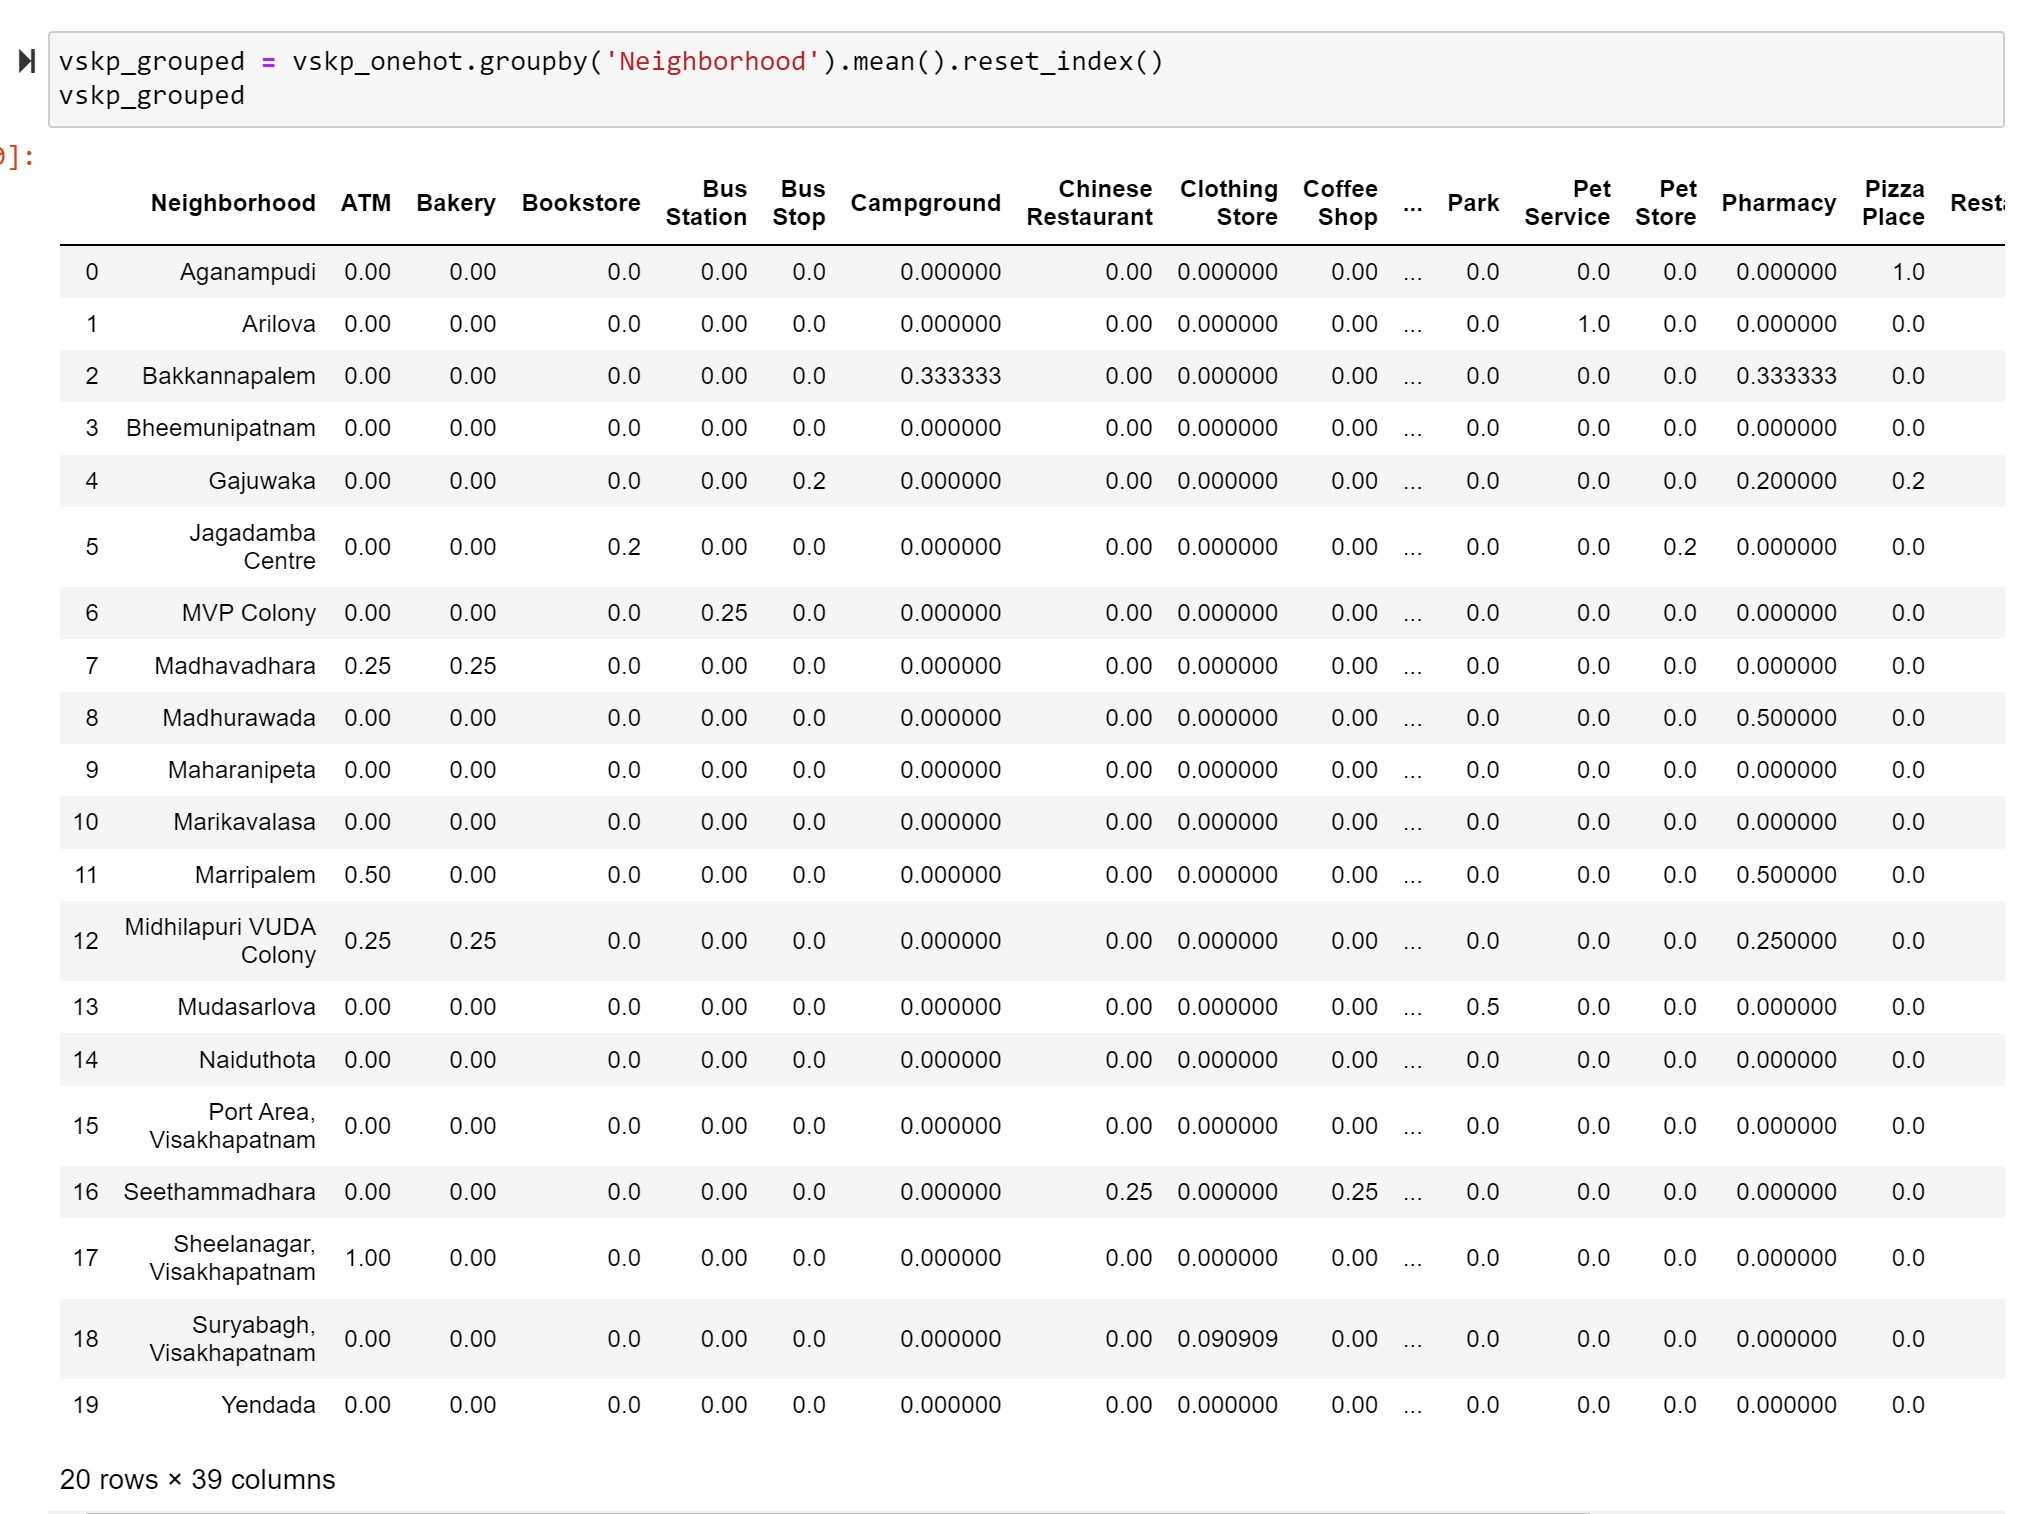 vskp_grouped = vskp_onehot.groupby('Neighborhood').mean().reset_index()
vskp_grouped
]:
Neighborhood ATM Bakery Bookstore Bus Station Bus Stop Campground Chinese Restaurant Clothing Store Coffee Shop ... Park Pet Service Pet Store Pharmacy Pizza Place
0 Aganampudi 0.00 0.00 0.0 0.00 0.0 0.000000 0.00 0.000000 0.00 ... 0.0 0.0 0.0 0.000000 1.0
1 Arilova 0.00 0.00 0.0 0.00 0.0 0.000000 0.00 0.000000 0.00 ... 0.0 1.0 0.0 0.000000 0.0
2 Bakkannapalem 0.00 0.00 0.0 0.00 0.0 0.333333 0.00 0.000000 0.00 ... 0.0 0.0 0.0 0.333333 0.0
3 Bheemunipatnam 0.00 0.00 0.0 0.00 0.0 0.000000 0.00 0.000000 0.00 ... 0.0 0.0 0.0 0.000000 0.0
4 Gajuwaka 0.00 0.00 0.0 0.00 0.2 0.000000 0.00 0.000000 0.00 ... 0.0 0.0 0.0 0.200000 0.2
5 Jagadamba Centre 0.00 0.00 0.2 0.00 0.0 0.000000 0.00 0.000000 0.00 ... 0.0 0.0 0.2 0.000000 0.0
6 MVP Colony 0.00 0.00 0.0 0.25 0.0 0.000000 0.00 0.000000 0.00 ... 0.0 0.0 0.0 0.000000 0.0
7 Madhavadhara 0.25 0.25 0.0 0.00 0.0 0.000000 0.00 0.000000 0.00 ... 0.0 0.0 0.0 0.000000 0.0
8 Madhurawada 0.00 0.00 0.0 0.00 0.0 0.000000 0.00 0.000000 0.00 ... 0.0 0.0 0.0 0.500000 0.0
9 Maharanipeta 0.00 0.00 0.0 0.00 0.0 0.000000 0.00 0.000000 0.00 ... 0.0 0.0 0.0 0.000000 0.0
10 Marikavalasa 0.00 0.00 0.0 0.00 0.0 0.000000 0.00 0.000000 0.00 ... 0.0 0.0 0.0 0.000000 0.0
11 Marripalem 0.50 0.00 0.0 0.00 0.0 0.000000 0.00 0.000000 0.00 ... 0.0 0.0 0.0 0.500000 0.0
12 Midhilapuri VUDA Colony 0.25 0.25 0.0 0.00 0.0 0.000000 0.00 0.000000 0.00 ... 0.0 0.0 0.0 0.250000 0.0
13 Mudasarlova 0.00 0.00 0.0 0.00 0.0 0.000000 0.00 0.000000 0.00 ... 0.5 0.0 0.0 0.000000 0.0
14 Naiduthota 0.00 0.00 0.0 0.00 0.0 0.000000 0.00 0.000000 0.00 ... 0.0 0.0 0.0 0.000000 0.0
15 Port Area, Visakhapatnam 0.00 0.00 0.0 0.00 0.0 0.000000 0.00 0.000000 0.00 ... 0.0 0.0 0.0 0.000000 0.0
16 Seethammadhara 0.00 0.00 0.0 0.00 0.0 0.000000 0.25 0.000000 0.25 ... 0.0 0.0 0.0 0.000000 0.0
17 Sheelanagar, Visakhapatnam 1.00 0.00 0.0 0.00 0.0 0.000000 0.00 0.000000 0.00 ... 0.0 0.0 0.0 0.000000 0.0
18 Suryabagh, Visakhapatnam 0.00 0.00 0.0 0.00 0.0 0.000000 0.00 0.090909 0.00 ... 0.0 0.0 0.0 0.000000 0.0
19 Yendada 0.00 0.00 0.0 0.00 0.0 0.000000 0.00 0.000000 0.00 ... 0.0 0.0 0.0 0.000000 0.0
20 rows × 39 columns